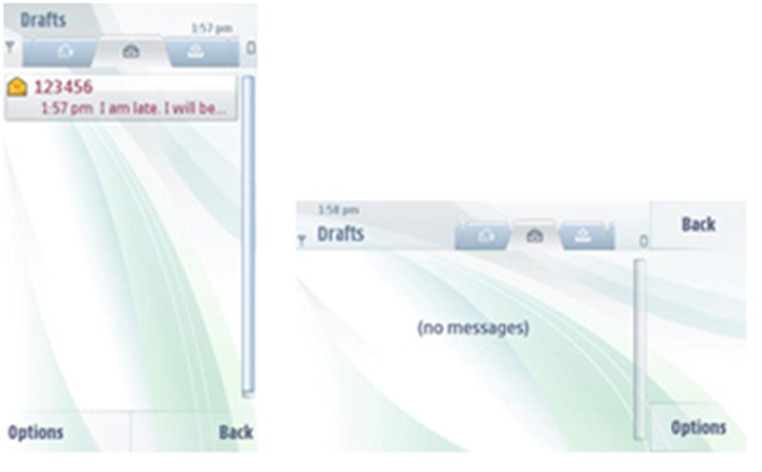 Drafts
1:57 pm
123456
1:57 pm I am late. I will be...
Options
Back
1:58 pm
Drafts
Back
(no messages)
Options